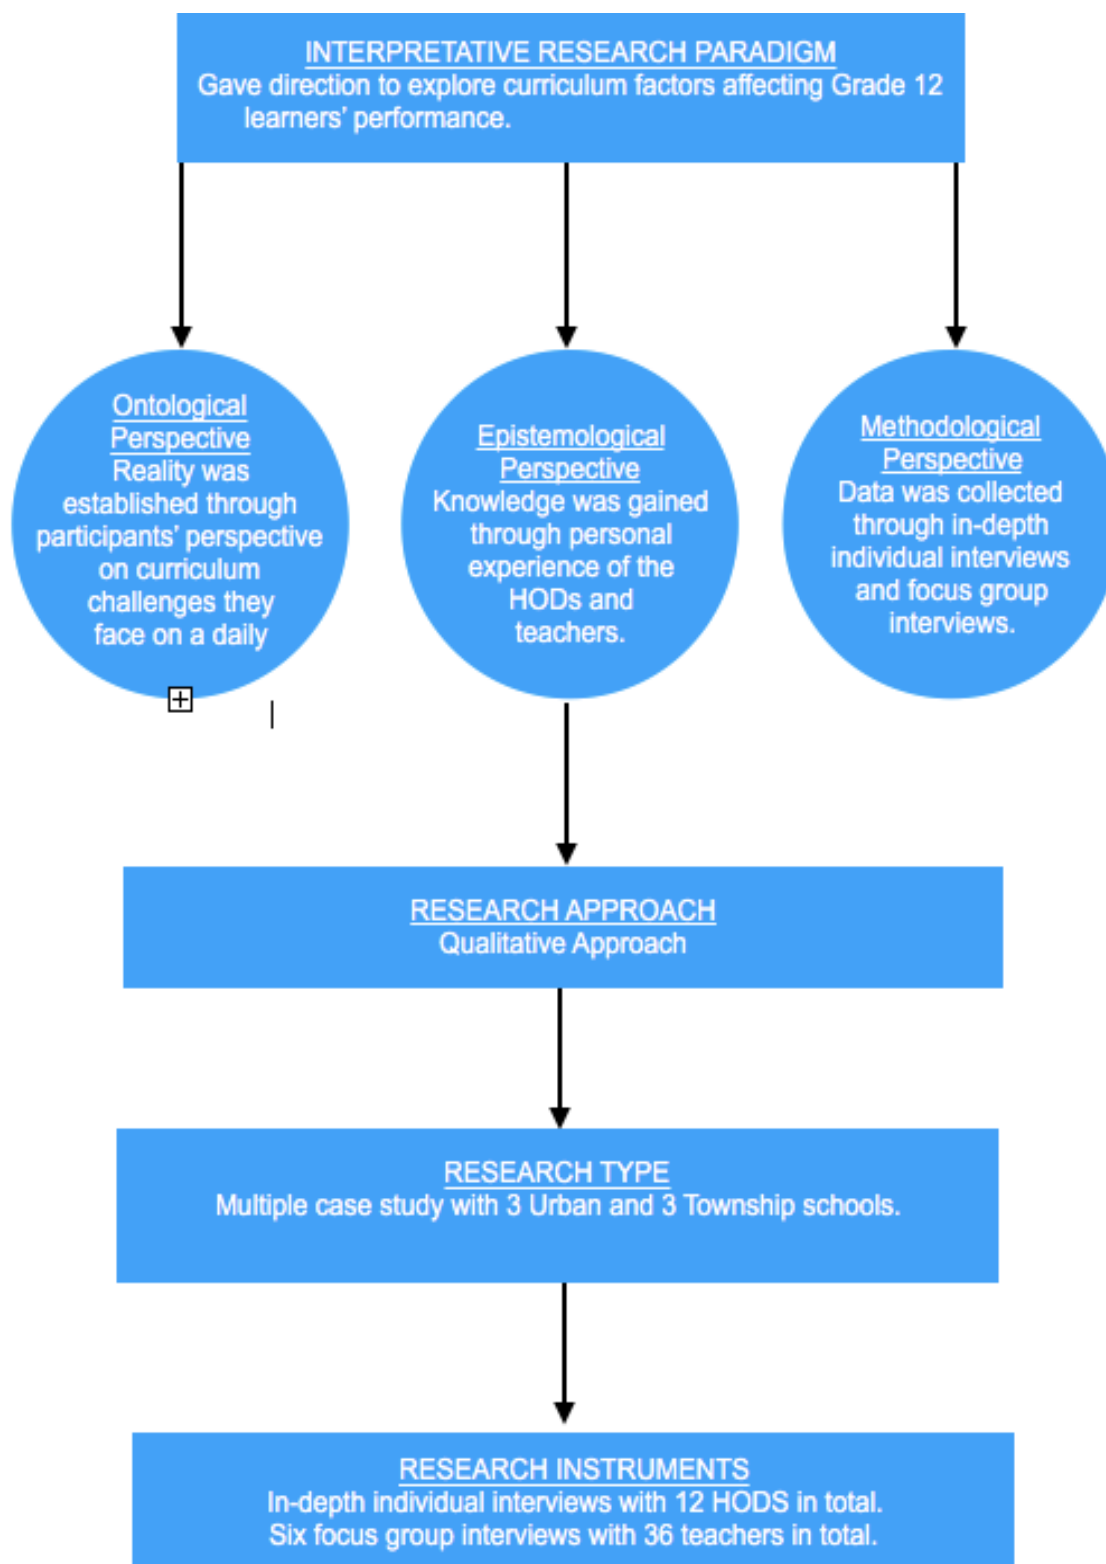 INTERPRETATIVE RESEARCH PARADIGM
Gave direction to explore curriculum factors affecting Grade 12
learners’ performance.
Ontological
Perspective
Reality was
established through
participants’ perspective
on curriculum
challenges they
face on a daily
Epistemological
Perspective
Knowledge was gained
through personal
experience of the
HODs and
teachers.
Methodological
Perspective
Data was collected
through in-depth
individual interviews
and focus group
interviews.
RESEARCH APPROACH
Qualitative Approach
RESEARCH TYPE
Multiple case study with 3 Urban and 3 Township schools.
RESEARCH INSTRUMENTS
In-depth individual interviews with 12 HODS in total.
Six focus group interviews with 36 teachers in total.